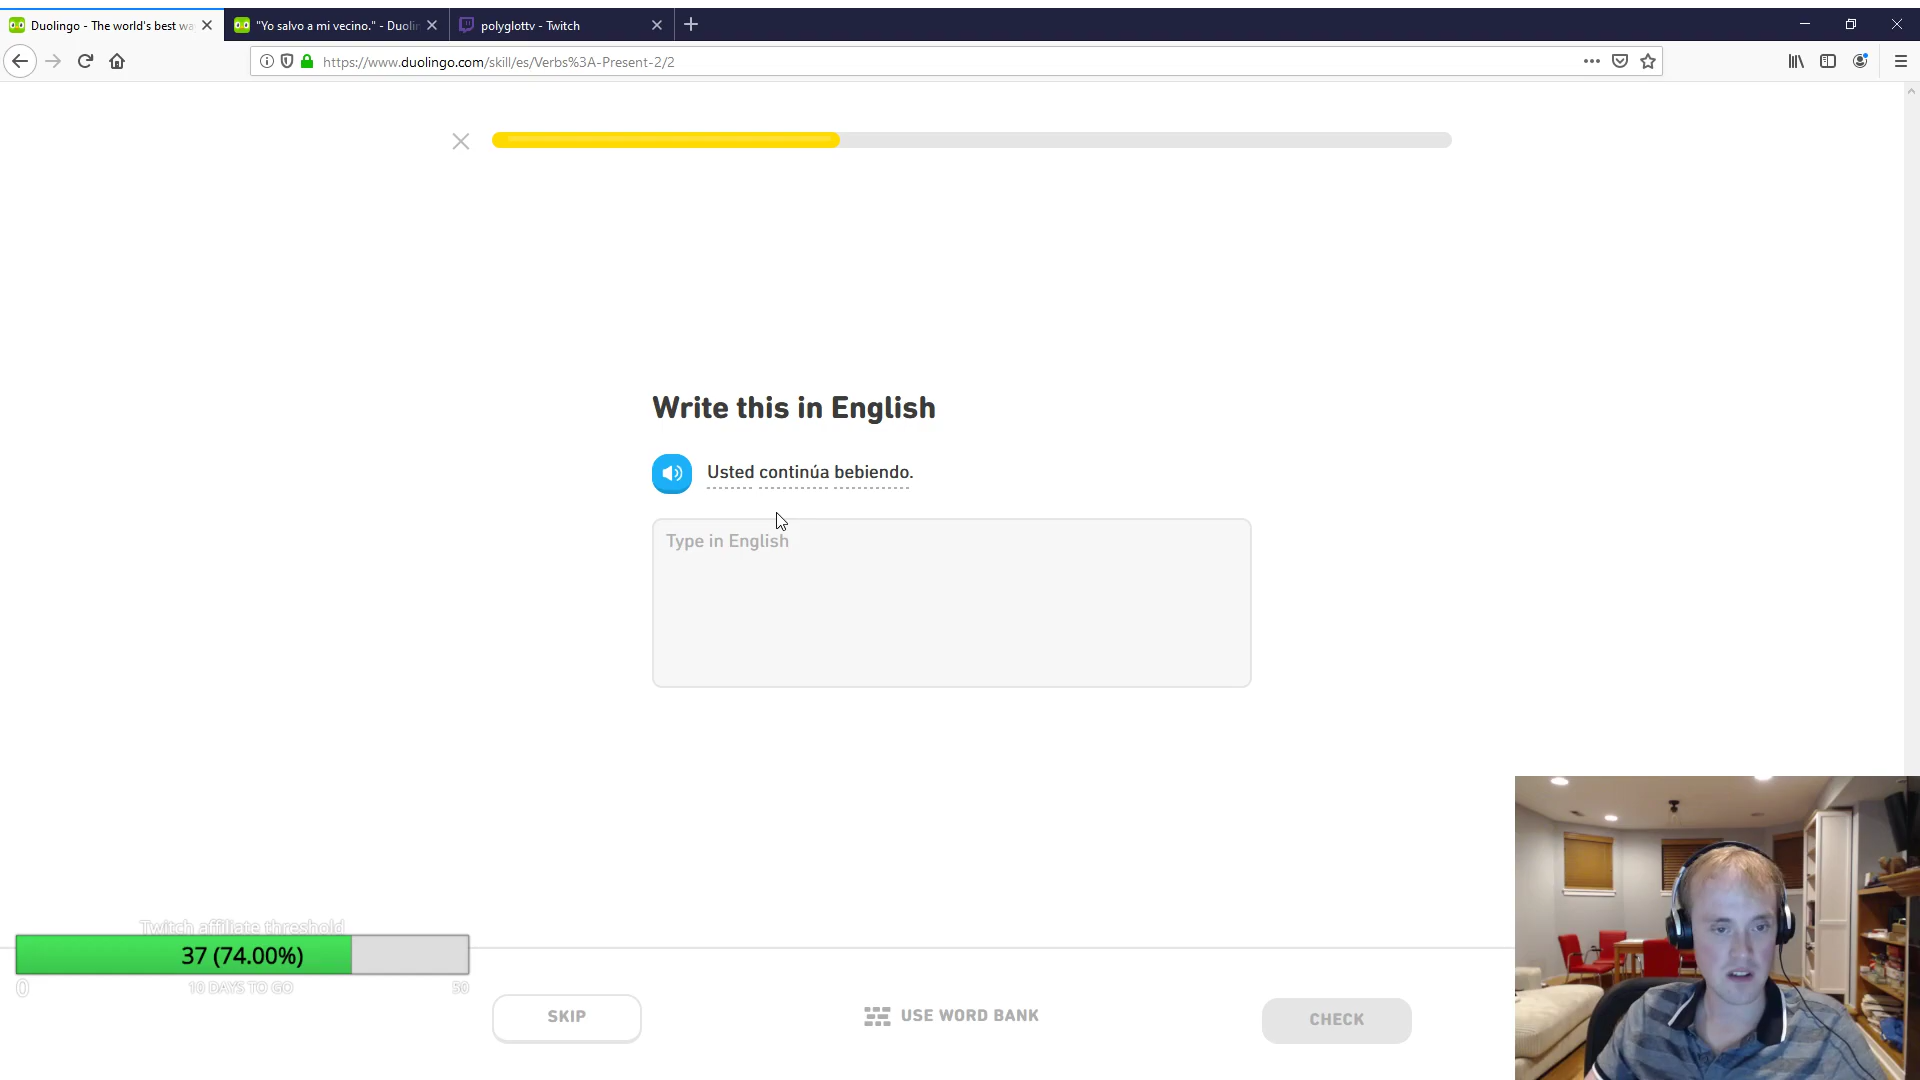 Duolingo - The world's best wa
"Yo salvo a mi vecino." - Duolin
polyglottv - Twitch
https://www.duolingo.com/skill/es/Verbs%3A-Present-2/2
Write this in English
Usted continúa bebiendo.
Type in English
Twitch affiliate threshold
37 (74.00%)
0
10 DAYS TO GO
50
SKIP
USE WORD BANK
CHECK